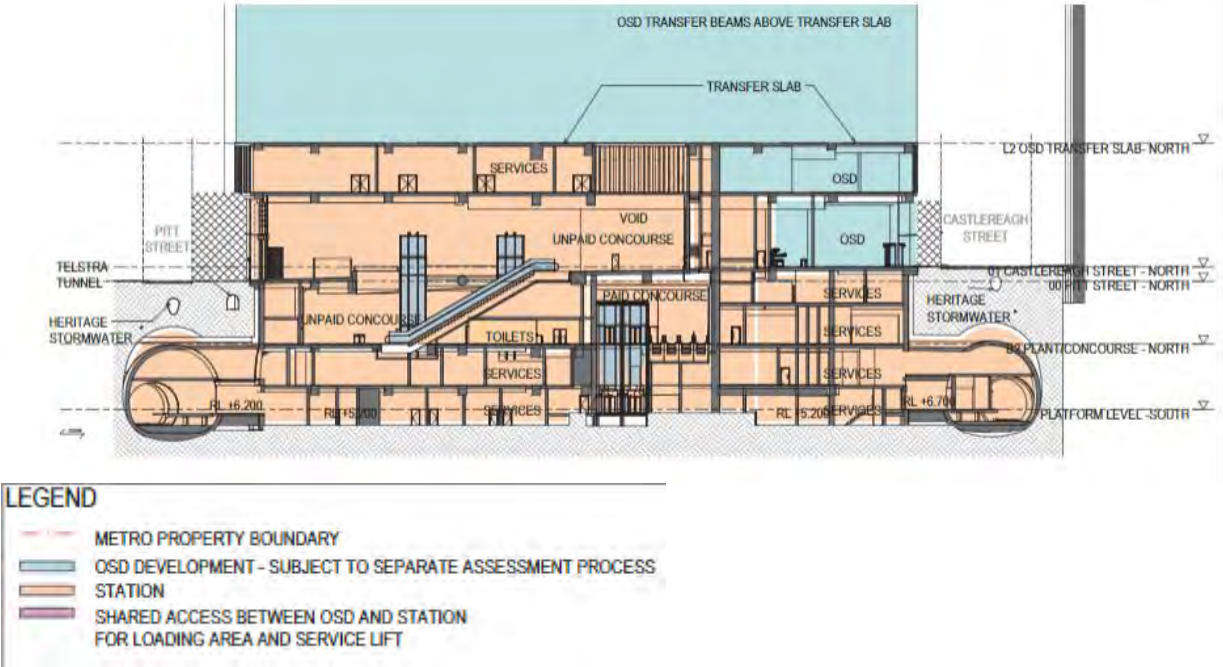 OSD TRANSFER BEAMS ABOVE TRANSFER SLAB
TRANSFER SLAB
L2 OSD TRANSFER SLAB- NORTH
SERVICES
OSD
VOID
UNPAID CONCOURSE
OSD
PITT
STREET
CASTLEREAGH
STREET
TELSTRA
TUNNEL
01 CASTLEREAGH STREET - NORTH
00 PITT STREET - NORTH
PAID CONCOURSE
SERVICES
HERITAGE
STORMWATER
UNPAID CONCOURSE
TOILETS
SERVICES
HERITAGE
STORMWATER
B2 PLANT/CONCOURSE - NORTH
SERVICES
SERVICES
RL +6.200
RL +5.200
SERVICES
RL +5.200
SERVICES
RL +6.700
PLATFORM LEVEL -SOUTH
LEGEND
METRO PROPERTY BOUNDARY
OSD DEVELOPMENT - SUBJECT TO SEPARATE ASSESSMENT PROCESS
STATION
SHARED ACCESS BETWEEN OSD AND STATION
FOR LOADING AREA AND SERVICE LIFT